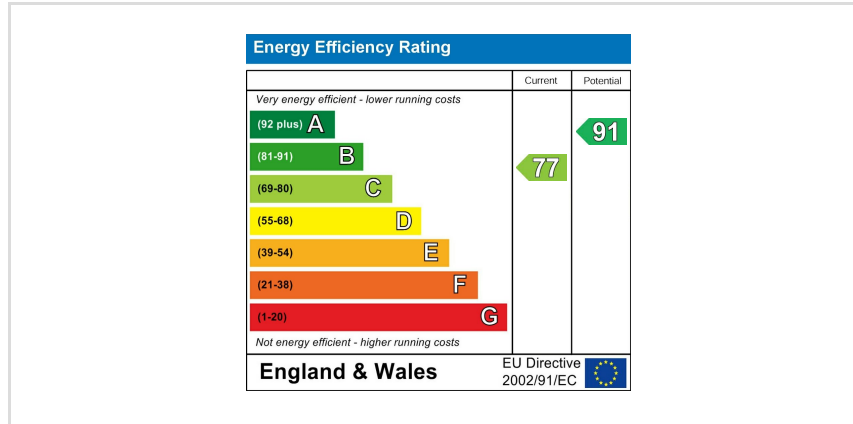 Energy Efficiency Rating
Current Potential
Very energy efficient - lower running costs
(92 plus) A
91
(81-91) B
77
(69-80) C
(55-68) D
(39-54) E
(21-38) F
(1-20) G
Not energy efficient - higher running costs
England & Wales
EU Directive
2002/91/EC